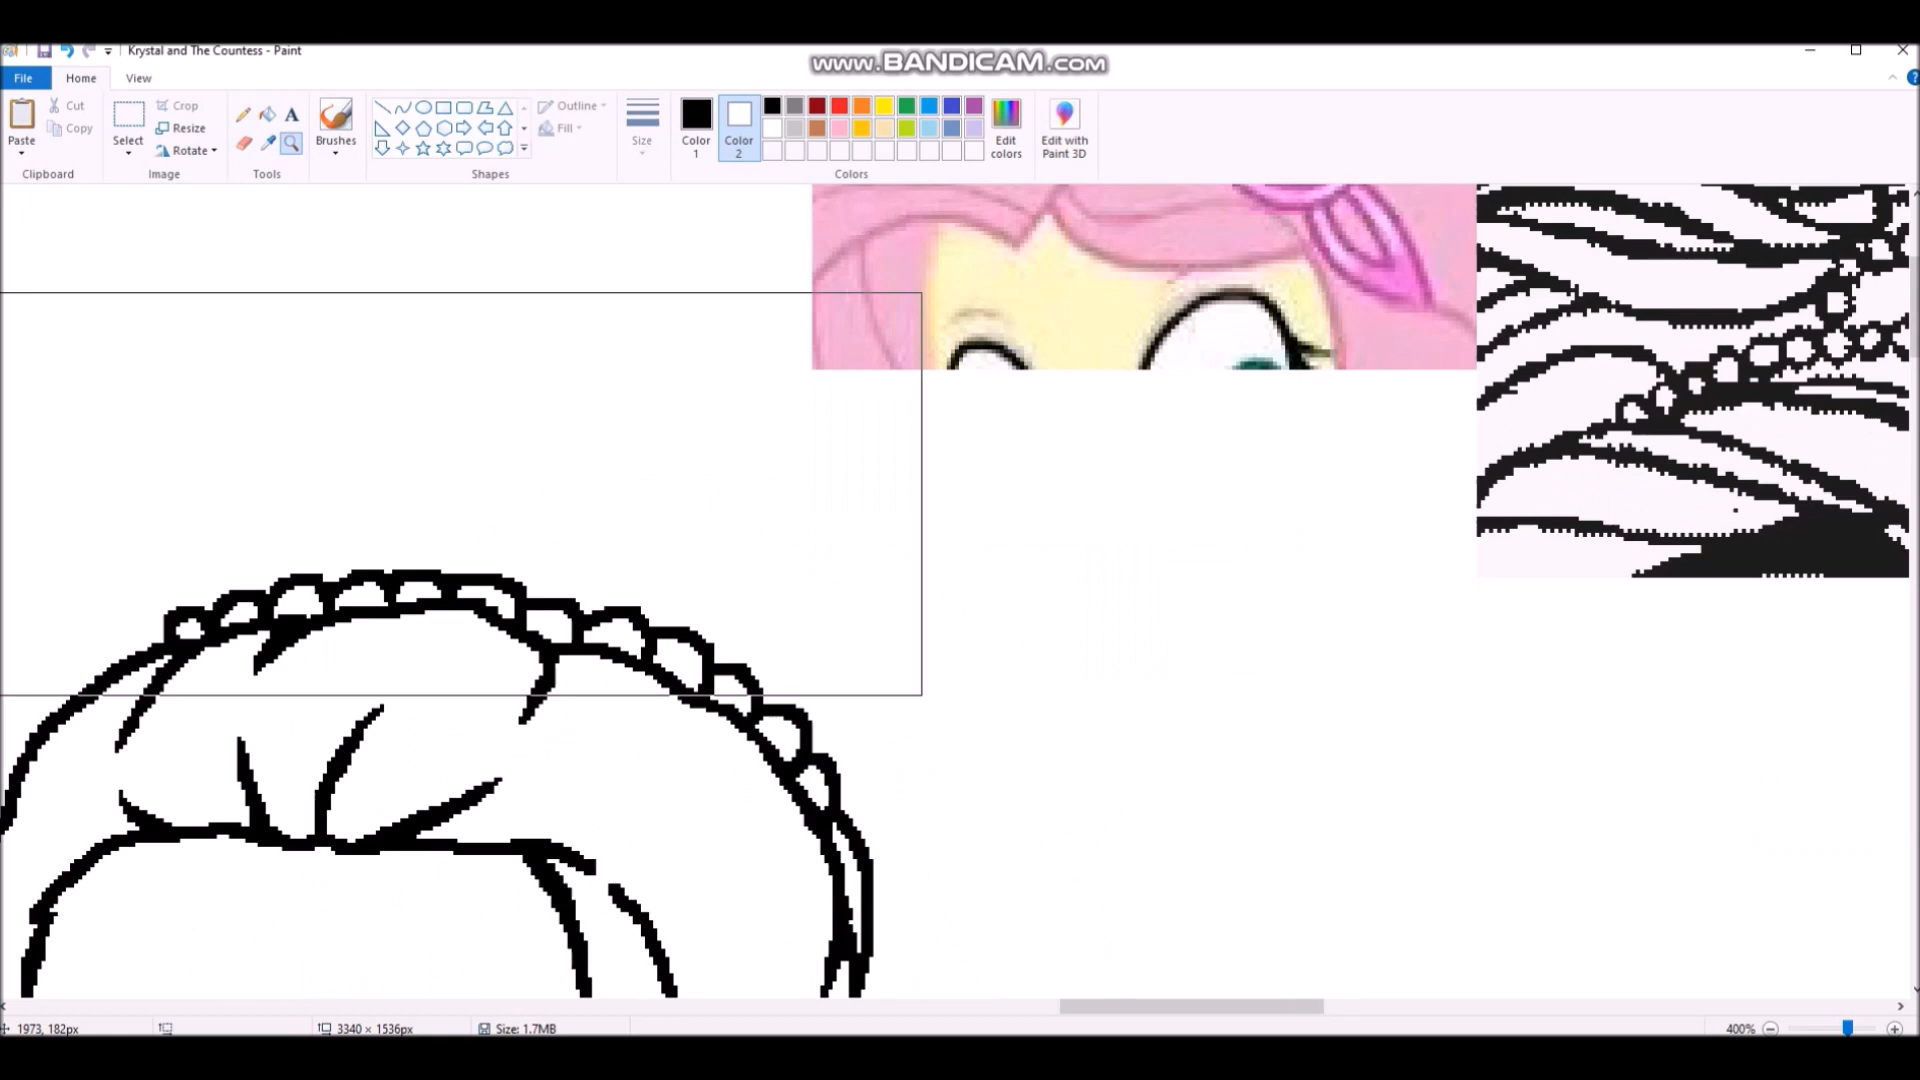 Krystal and The Countess - Paint
www.BANDICAM.com
File Home View
Paste
Cut
Copy
Clipboard
Select
Crop
Resize
Rotate
Image
A
Tools
Brushes
Outline
Fill
Shapes
Size
Color 1
Color 2
Colors
Edit colors
Edit with Paint 3D
1973, 182px
3340 × 1536px
Size: 1.7MB
400%